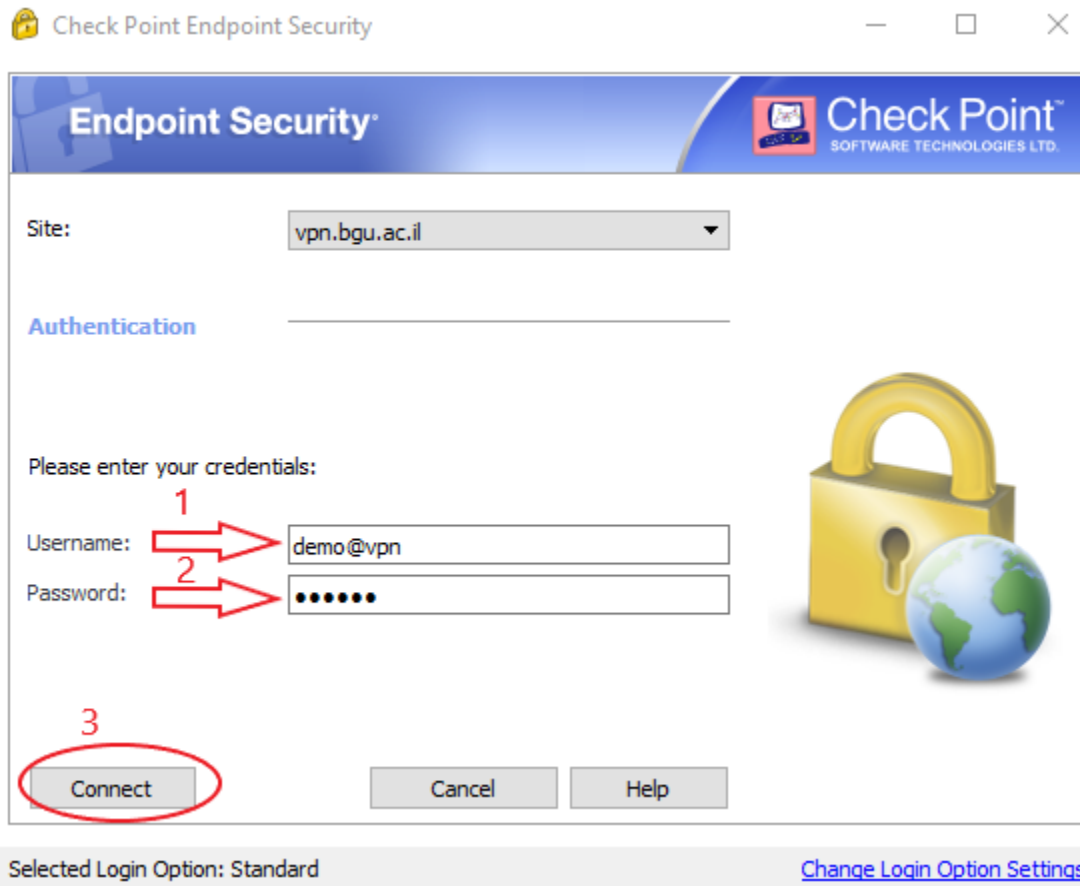 Check Point Endpoint Security
Endpoint Security
Check Point™
SOFTWARE TECHNOLOGIES LTD.
Site:
vpn.bgu.ac.il
Authentication
Please enter your credentials:
1
Username:
demo@vpn
2
Password:
••••••
3
Connect
Cancel
Help
Selected Login Option: Standard
Change Login Option Settings